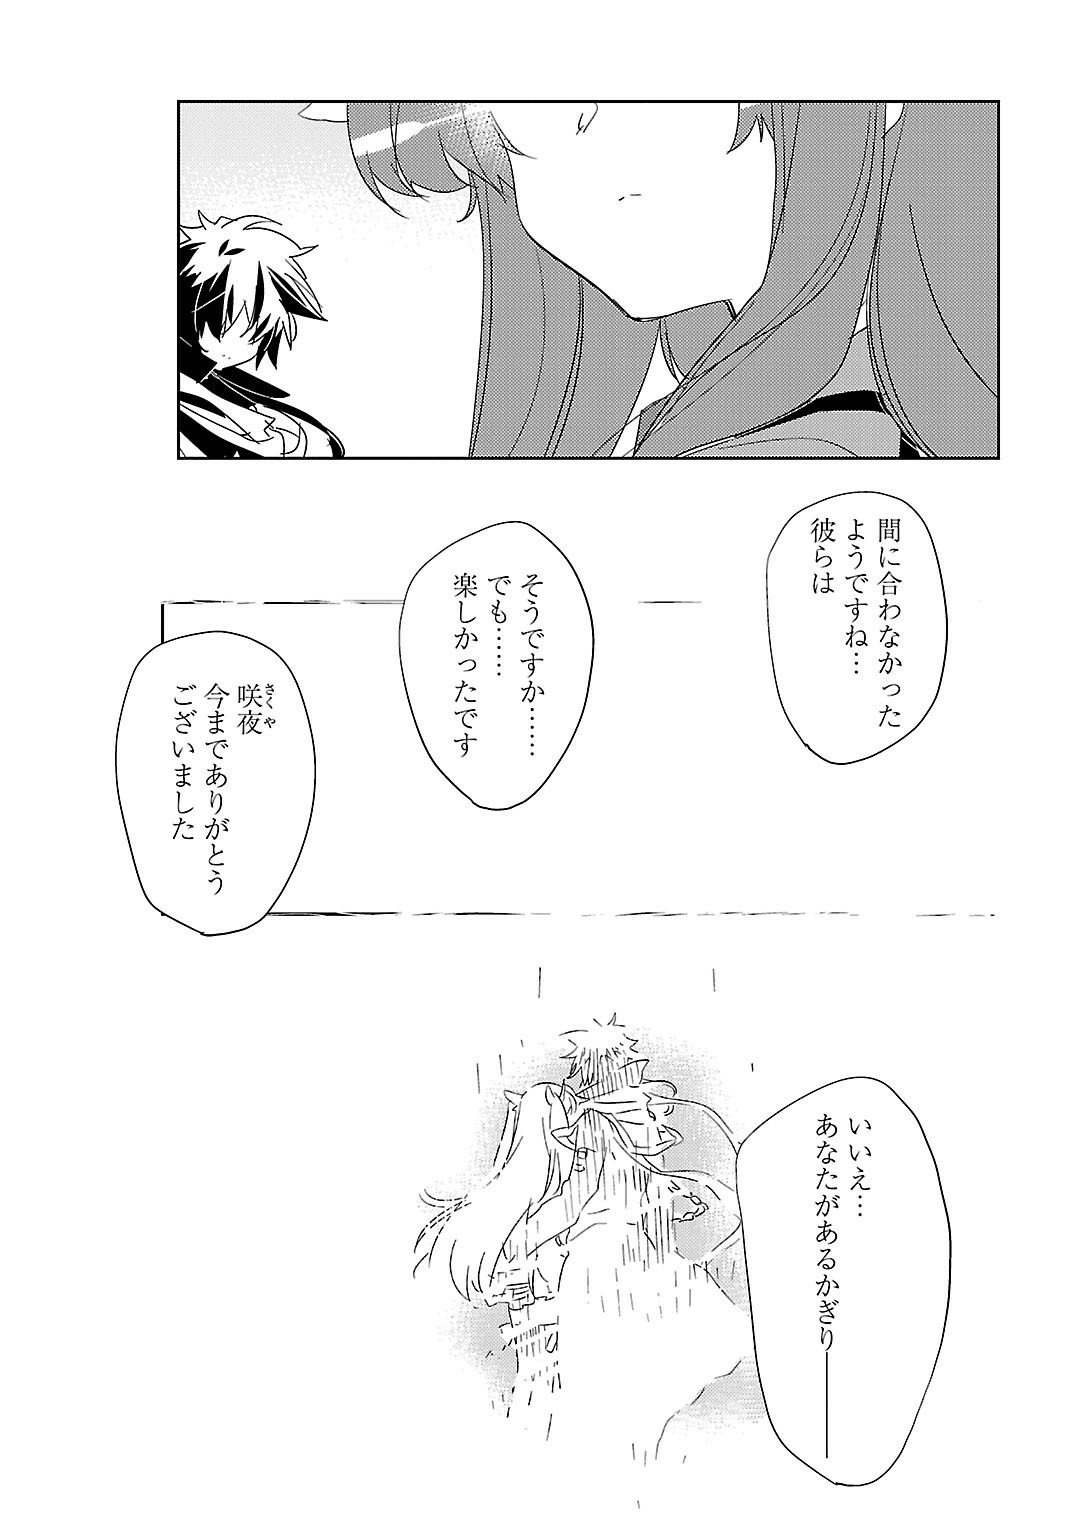 間に合わなかった
ようですね…
彼らは
そうですか……
でも……
楽しかったです
咲夜
さくや
今までありがとう
ございました
いいえ…
あなたがあるかぎり――